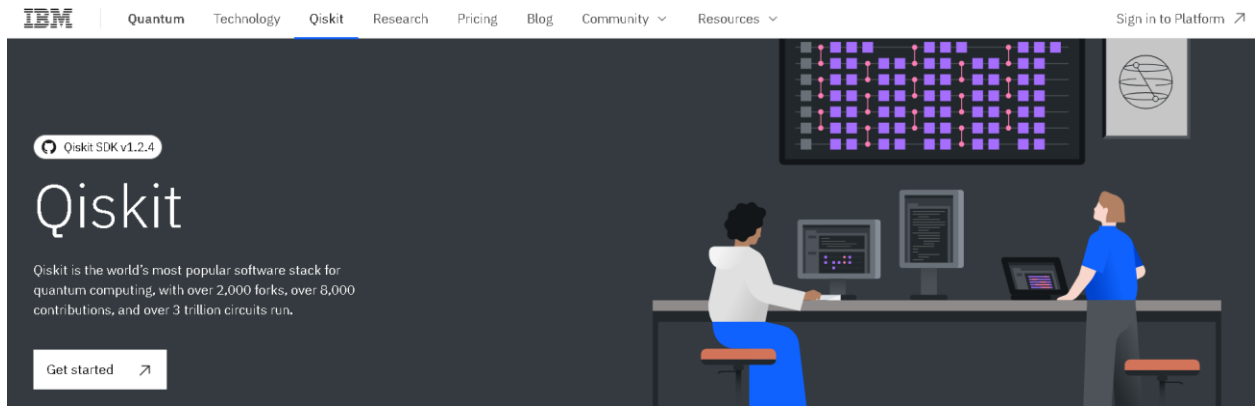 IBM Quantum Technology Qiskit Research Pricing Blog Community Resources Sign in to Platform
Qiskit SDK v1.2.4
Qiskit
Qiskit is the world's most popular software stack for
quantum computing, with over 2,000 forks, over 8,000
contributions, and over 3 trillion circuits run.
Get started